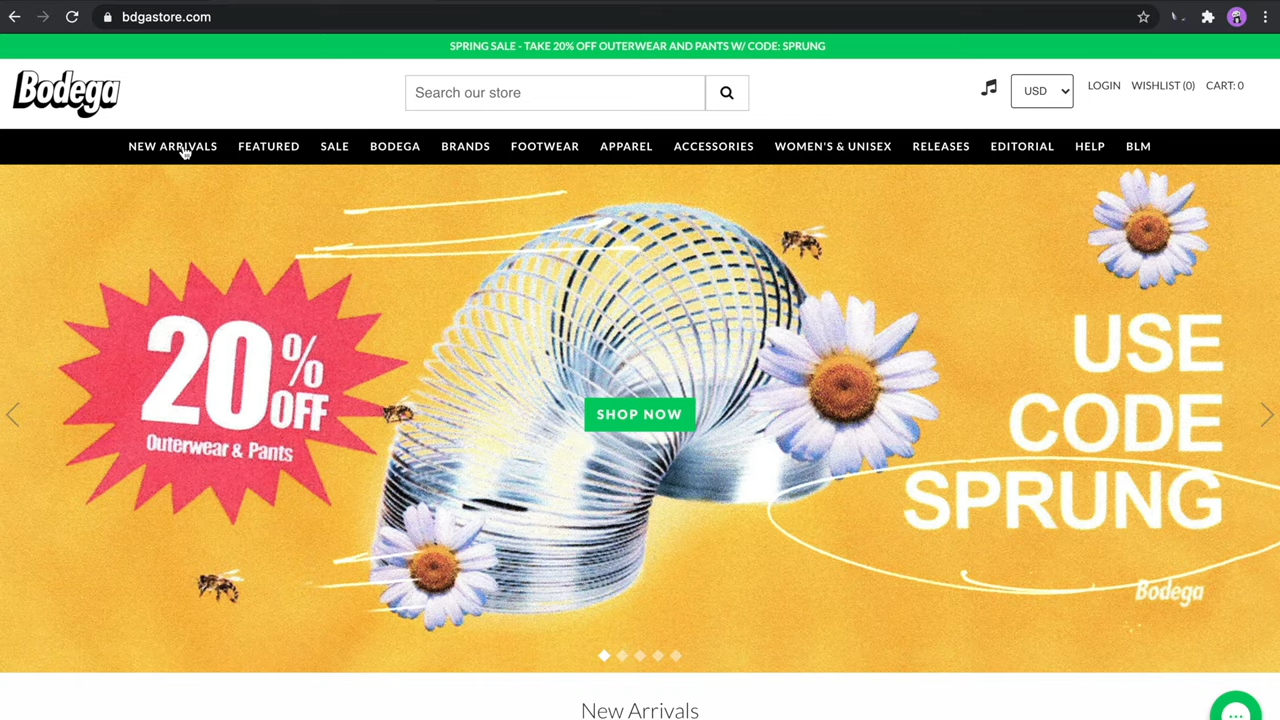 bdgastore.com
SPRING SALE - TAKE 20% OFF OUTERWEAR AND PANTS W/ CODE: SPRUNG
Bodega
Search our store
USD
LOGIN
WISHLIST (0)
CART: 0
NEW ARRIVALS
FEATURED
SALE
BODEGA
BRANDS
FOOTWEAR
APPAREL
ACCESSORIES
WOMEN'S & UNISEX
RELEASES
EDITORIAL
HELP
BLM
20% OFF
Outerwear & Pants
SHOP NOW
USE
CODE
SPRUNG
Bodega
New Arrivals